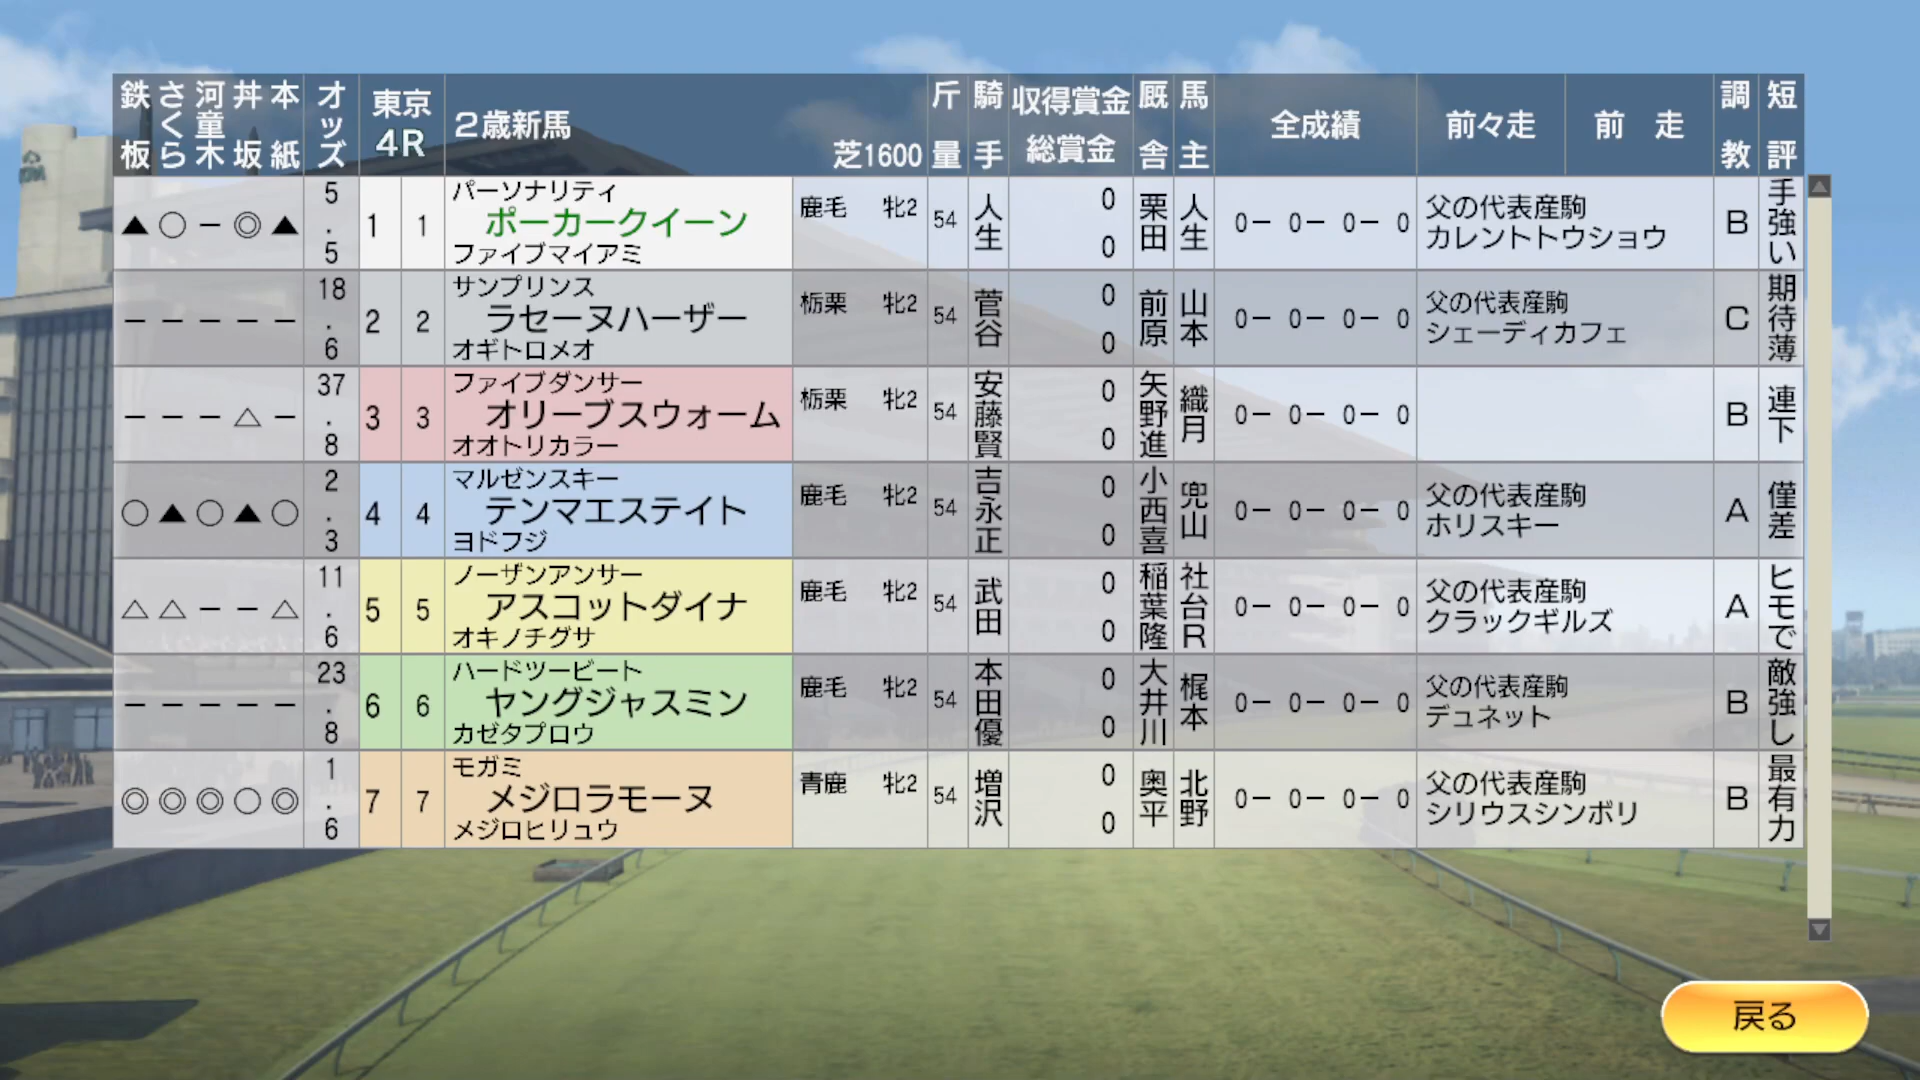 鉄板 さくら 河童木 井坂 本紙 オッズ 東京4R 2歳新馬 芝1600 斤量 騎手 収得賞金 総賞金 厩舎 馬主 全成績 前々走 前 走 調教 短評
▲ ○ － ◎ ▲ 5.5 1 1 パーソナリティ
ポーカークイーン
ファイブマイアミ
鹿毛 牝2 54 人生 0 0 栗田 人生 0－ 0－ 0－ 0 父の代表産駒
カレントトウショウ
B 手強い
－ － － － － 18.6 2 2 サンプリンス
ラセーヌハーザー
オギトロメオ
栃栗 牝2 54 菅谷 0 0 前原 山本 0－ 0－ 0－ 0 父の代表産駒
シェーディカフェ
C 期待薄
－ － － △ － 37.8 3 3 ファイブダンサー
オリーブスウォーム
オオトリカラー
栃栗 牝2 54 安藤賢 0 0 矢野進 織月 0－ 0－ 0－ 0 B 連下
○ ▲ ○ ▲ ○ 2.3 4 4 マルゼンスキー
テンマエステイト
ヨドフジ
鹿毛 牝2 54 吉永正 0 0 小西喜 兜山 0－ 0－ 0－ 0 父の代表産駒
ホリスキー
A 僅差
△ △ － － △ 11.6 5 5 ノーザンアンサー
アスコットダイナ
オキノチグサ
鹿毛 牝2 54 武田 0 0 稲葉隆 社台R 0－ 0－ 0－ 0 父の代表産駒
クラックギルズ
A ヒモで
－ － － － － 23.8 6 6 ハードツービート
ヤングジャスミン
カゼタプロウ
鹿毛 牝2 54 本田優 0 0 大井川 梶本 0－ 0－ 0－ 0 父の代表産駒
デュネット
B 敵強し
◎ ◎ ◎ ○ ◎ 1.6 7 7 モガミ
メジロラモーヌ
メジロヒリュウ
青鹿 牝2 54 増沢 0 0 奥平 北野 0－ 0－ 0－ 0 父の代表産駒
シリウスシンボリ
B 最有力
戻る